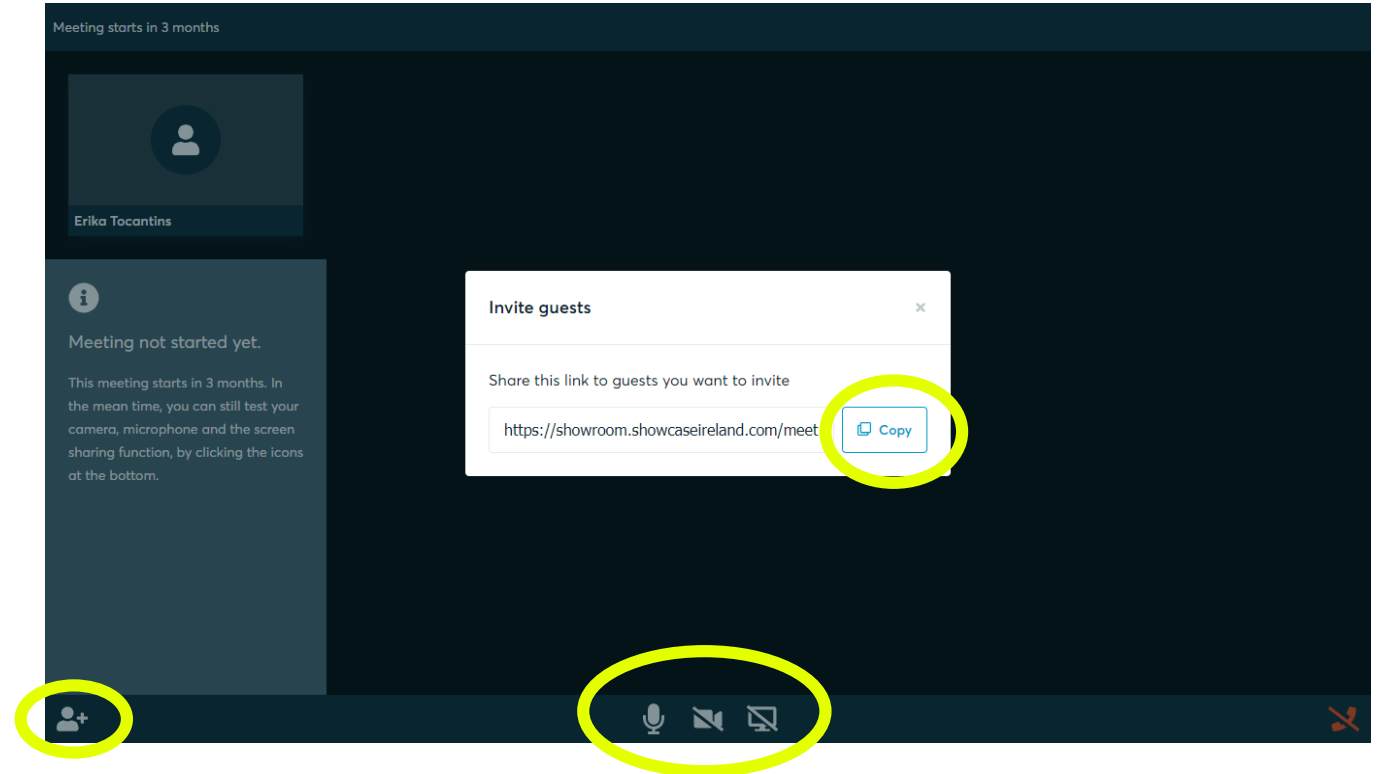 Meeting starts in 3 months
Erika Tocantins
Meeting not started yet.
This meeting starts in 3 months. In
the mean time, you can still test your
camera, microphone and the screen
sharing function, by clicking the icons
at the bottom.
Invite guests
Share this link to guests you want to invite
https://showroom.showcaseireland.com/meet
Copy